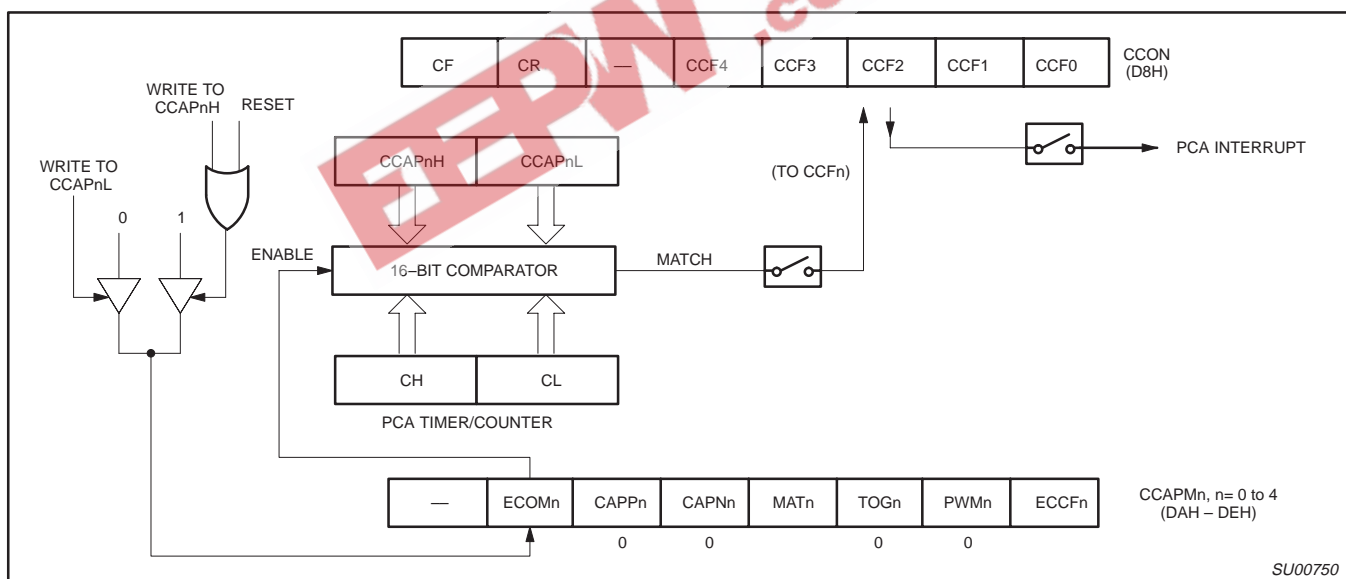 EEPW .co
CF CR — CCF4 CCF3 CCF2 CCF1 CCF0
CCON
(D8H)
WRITE TO
CCAPnH
RESET
WRITE TO
CCAPnL
0 1
CCAPnH CCAPnL
(TO CCFn)
PCA INTERRUPT
ENABLE
16–BIT COMPARATOR
MATCH
CH CL
PCA TIMER/COUNTER
— ECOMn CAPPn CAPNn MATn TOGn PWMn ECCFn
CCAPMn, n= 0 to 4
(DAH – DEH)
0 0 0 0
SU00750